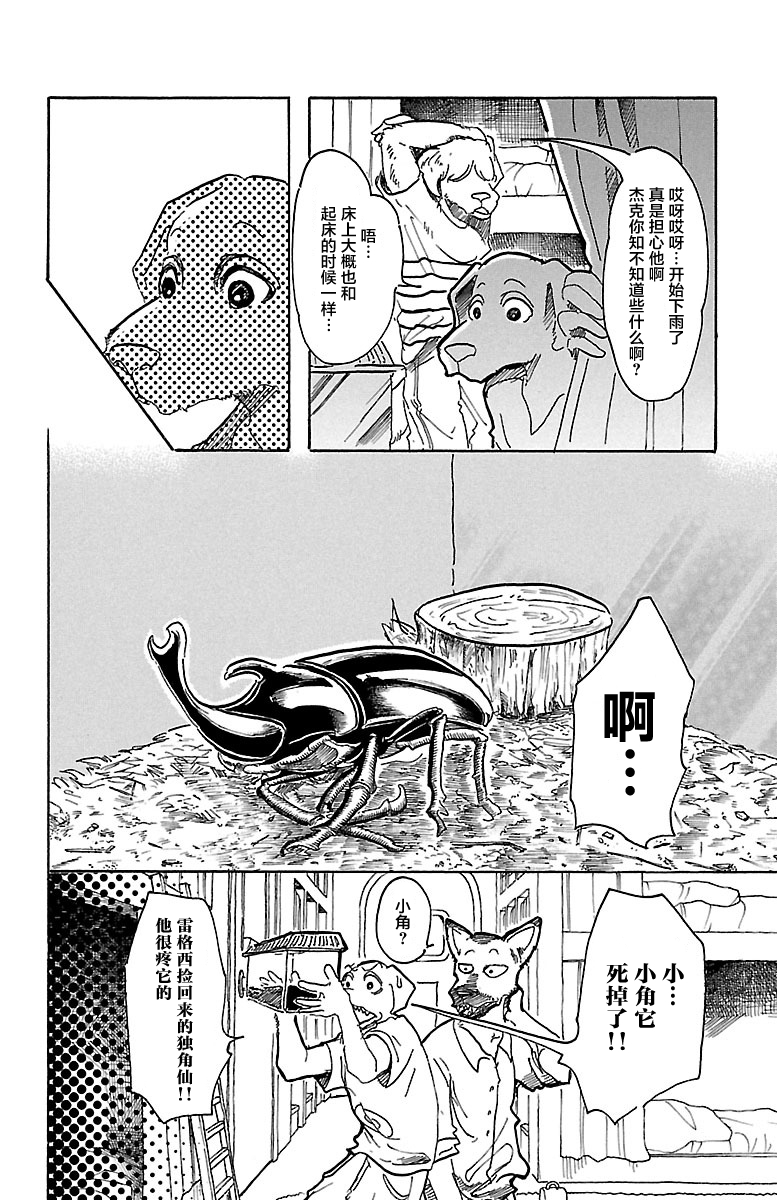 哎呀哎呀…开始下雨了
真是担心他啊
杰克你知不知道些什么啊?
唔…
床上大概也和
起床的时候一样…
啊…
小…
小角它
死掉了!!
小角?
雷格西捡回来的独角仙!!
他很疼它的